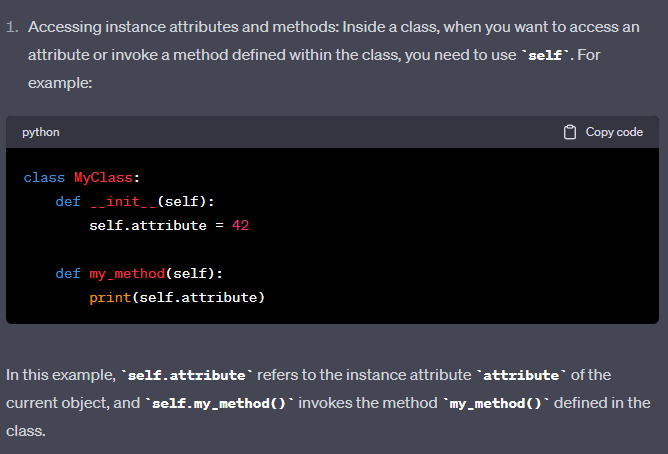 1. Accessing instance attributes and methods: Inside a class, when you want to access an
attribute or invoke a method defined within the class, you need to use `self`. For
example:
python
Copy code
class MyClass:
    def __init__(self):
        self.attribute = 42
    def my_method(self):
        print(self.attribute)
In this example, `self.attribute` refers to the instance attribute `attribute` of the
current object, and `self.my_method()` invokes the method `my_method()` defined in the
class.